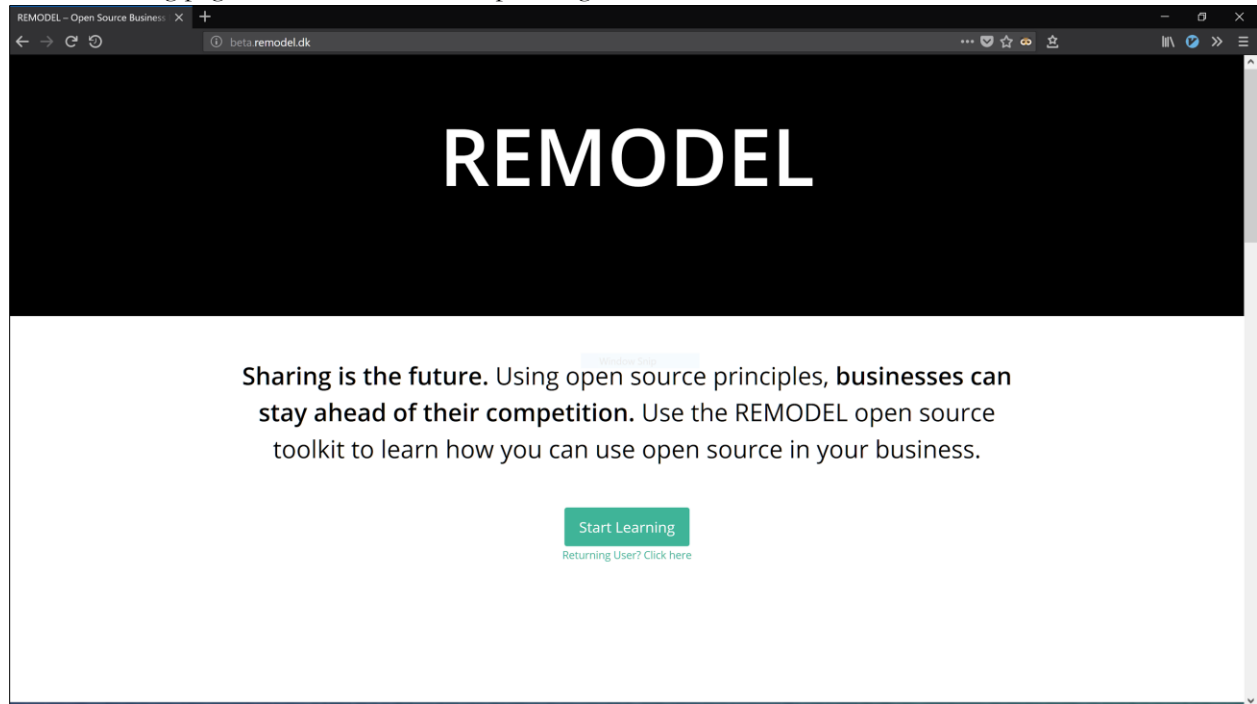 REMODEL – Open Source Business
beta.remodel.dk
REMODEL
Window Snip
Sharing is the future. Using open source principles, businesses can
stay ahead of their competition. Use the REMODEL open source
toolkit to learn how you can use open source in your business.
Start Learning
Returning User? Click here